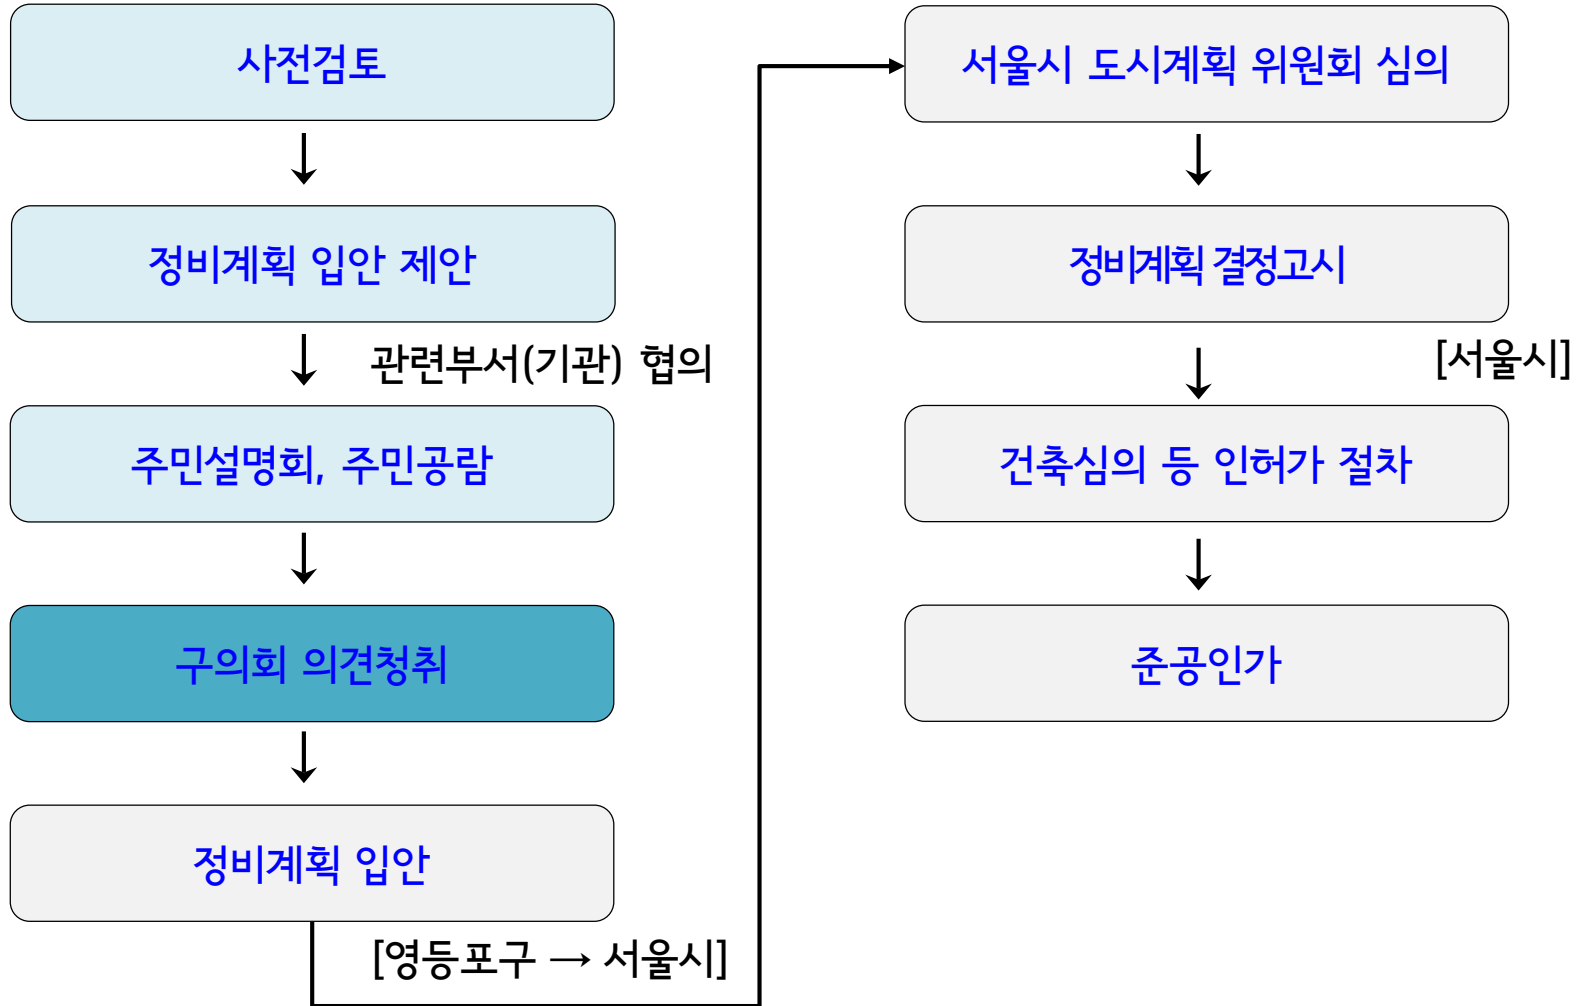 사전검토
정비계획 입안 제안
관련부서(기관) 협의
주민설명회, 주민공람
구의회 의견청취
정비계획 입안
[영등포구 → 서울시]
서울시 도시계획 위원회 심의
정비계획 결정고시
[서울시]
건축심의 등 인허가 절차
준공인가